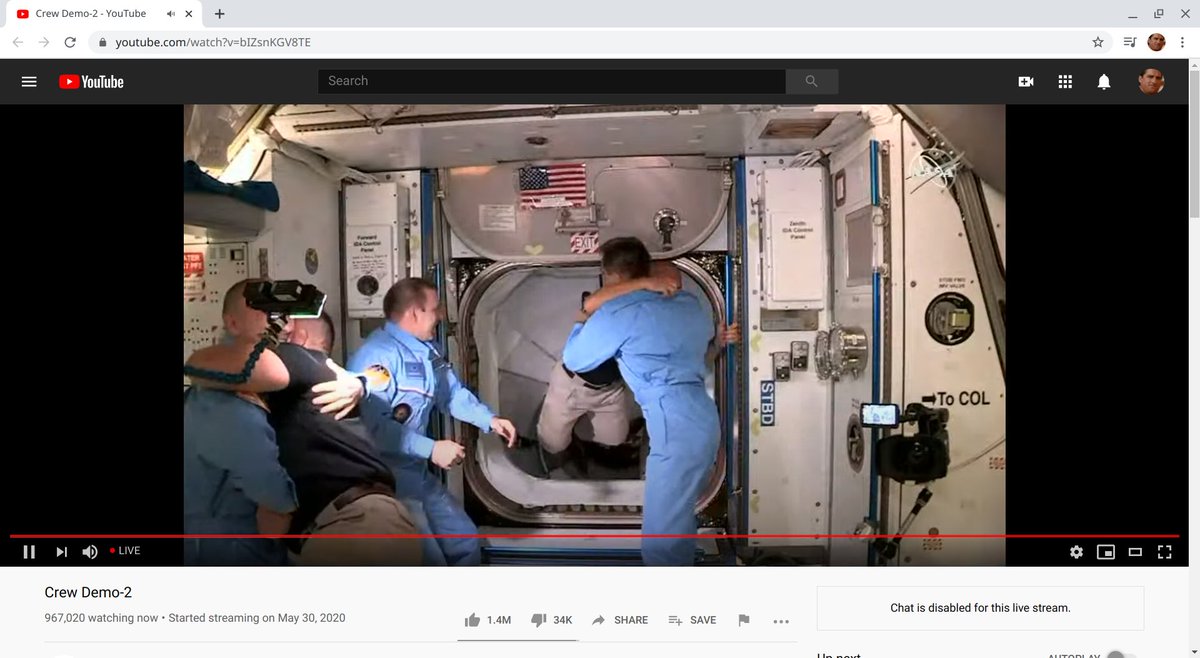 Crew Demo-2 - YouTube
youtube.com/watch?v=bIZsnKGV8TE
YouTube
Search
Forward
IDA Control
Panel
EXIT
Zenith
IDA Control
Panel
STBD
To COL
LIVE
Crew Demo-2
967,020 watching now • Started streaming on May 30, 2020
1.4M 34K SHARE SAVE
Chat is disabled for this live stream.
Up next AUTOPLAY